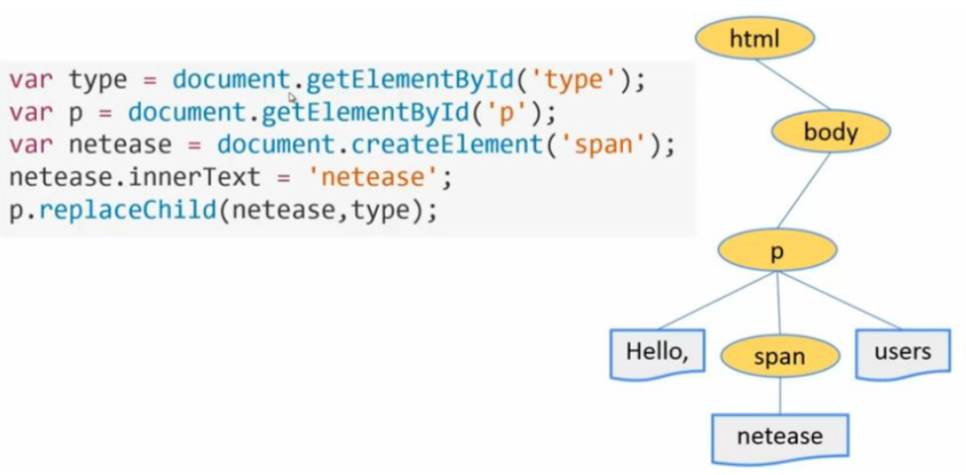 var type = document.getElementById('type');
var p = document.getElementById('p');
var netease = document.createElement('span');
netease.innerText = 'netease';
p.replaceChild(netease,type);
html
body
p
Hello,
span
users
netease